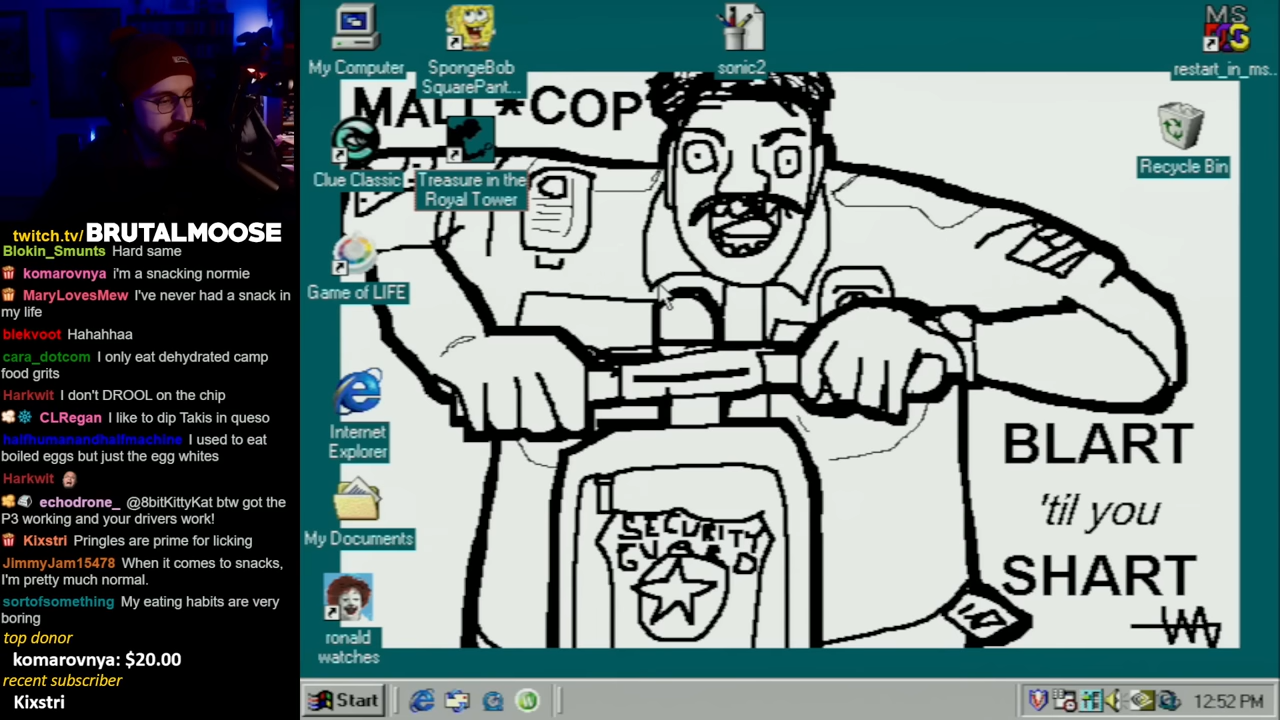 twitch.tv/BRUTALMOOSE
Blokin_Smunts Hard same
komarovnya i'm a snacking normie
MaryLovesMew I've never had a snack in
my life
blekvoot Hahahhaa
cara_dotcom I only eat dehydrated camp
food grits
Harkwit I don't DROOL on the chip
CLRegan I like to dip Takis in queso
halfhumanandhalfmachine I used to eat
boiled eggs but just the egg whites
Harkwit
echodrone_ @8bitKittyKat btw got the
P3 working and your drivers work!
Kixstri Pringles are prime for licking
JimmyJam15478 When it comes to snacks,
I'm pretty much normal.
sortofsomething My eating habits are very
boring
top donor
komarovnya: $20.00
recent subscriber
Kixstri
My Computer
SpongeBob
SquarePant...
sonic2
MS
restart_in_ms...
MALL*COP
Clue Classic
Treasure in the
Royal Tower
Recycle Bin
Game of LIFE
Internet
Explorer
My Documents
ronald
watches
SECURITY
GUARD
BLART
'til you
SHART
Start
12:52 PM